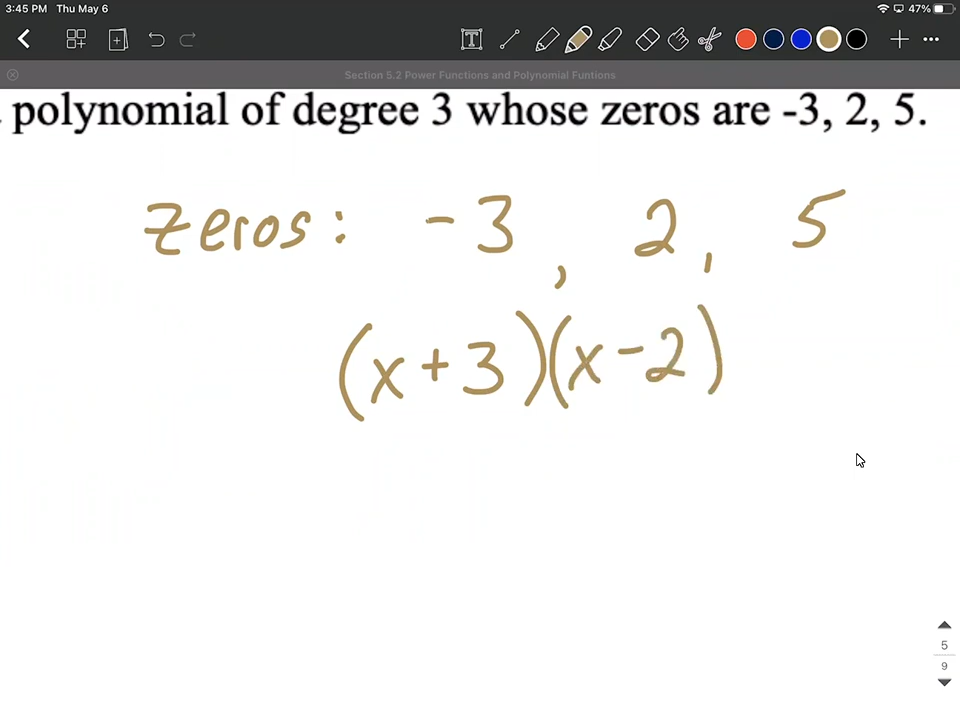 3:45 PM Thu May 6
47%
Section 5.2 Power Functions and Polynomial Funtions
polynomial of degree 3 whose zeros are -3, 2, 5.
zeros: -3, 2, 5
(x+3)(x-2)
5
9